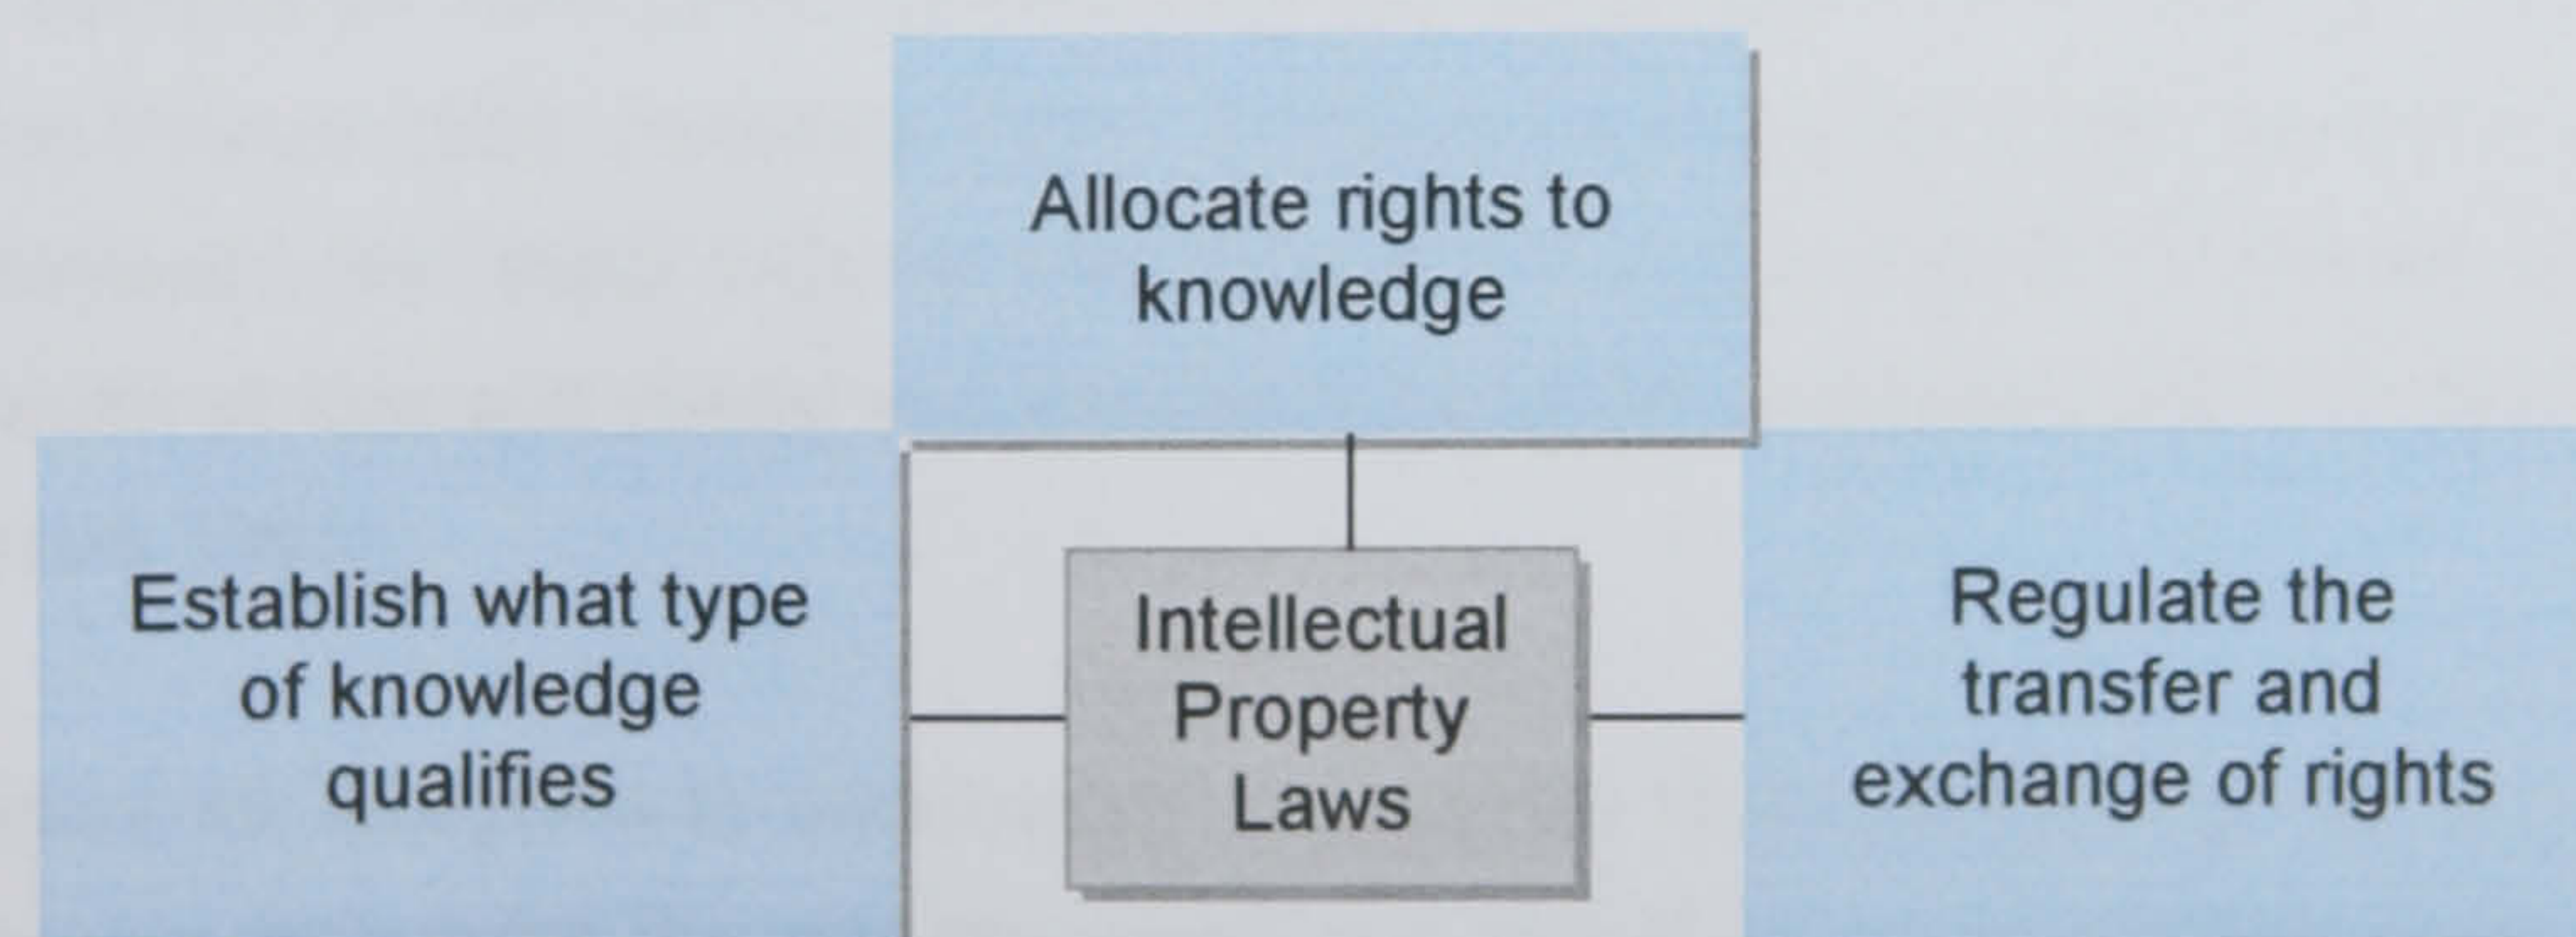 Allocate rights to
knowledge
Establish what type
of knowledge
qualifies
Intellectual
Property
Laws
Regulate the
transfer and
exchange of rights